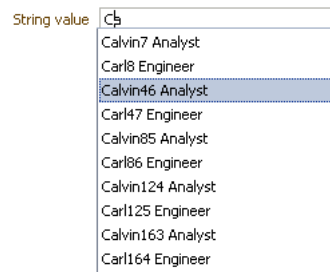 String value Ca
Calvin7 Analyst
Carl8 Engineer
Calvin46 Analyst
Carl47 Engineer
Calvin85 Analyst
Carl86 Engineer
Calvin124 Analyst
Carl125 Engineer
Calvin163 Analyst
Carl164 Engineer